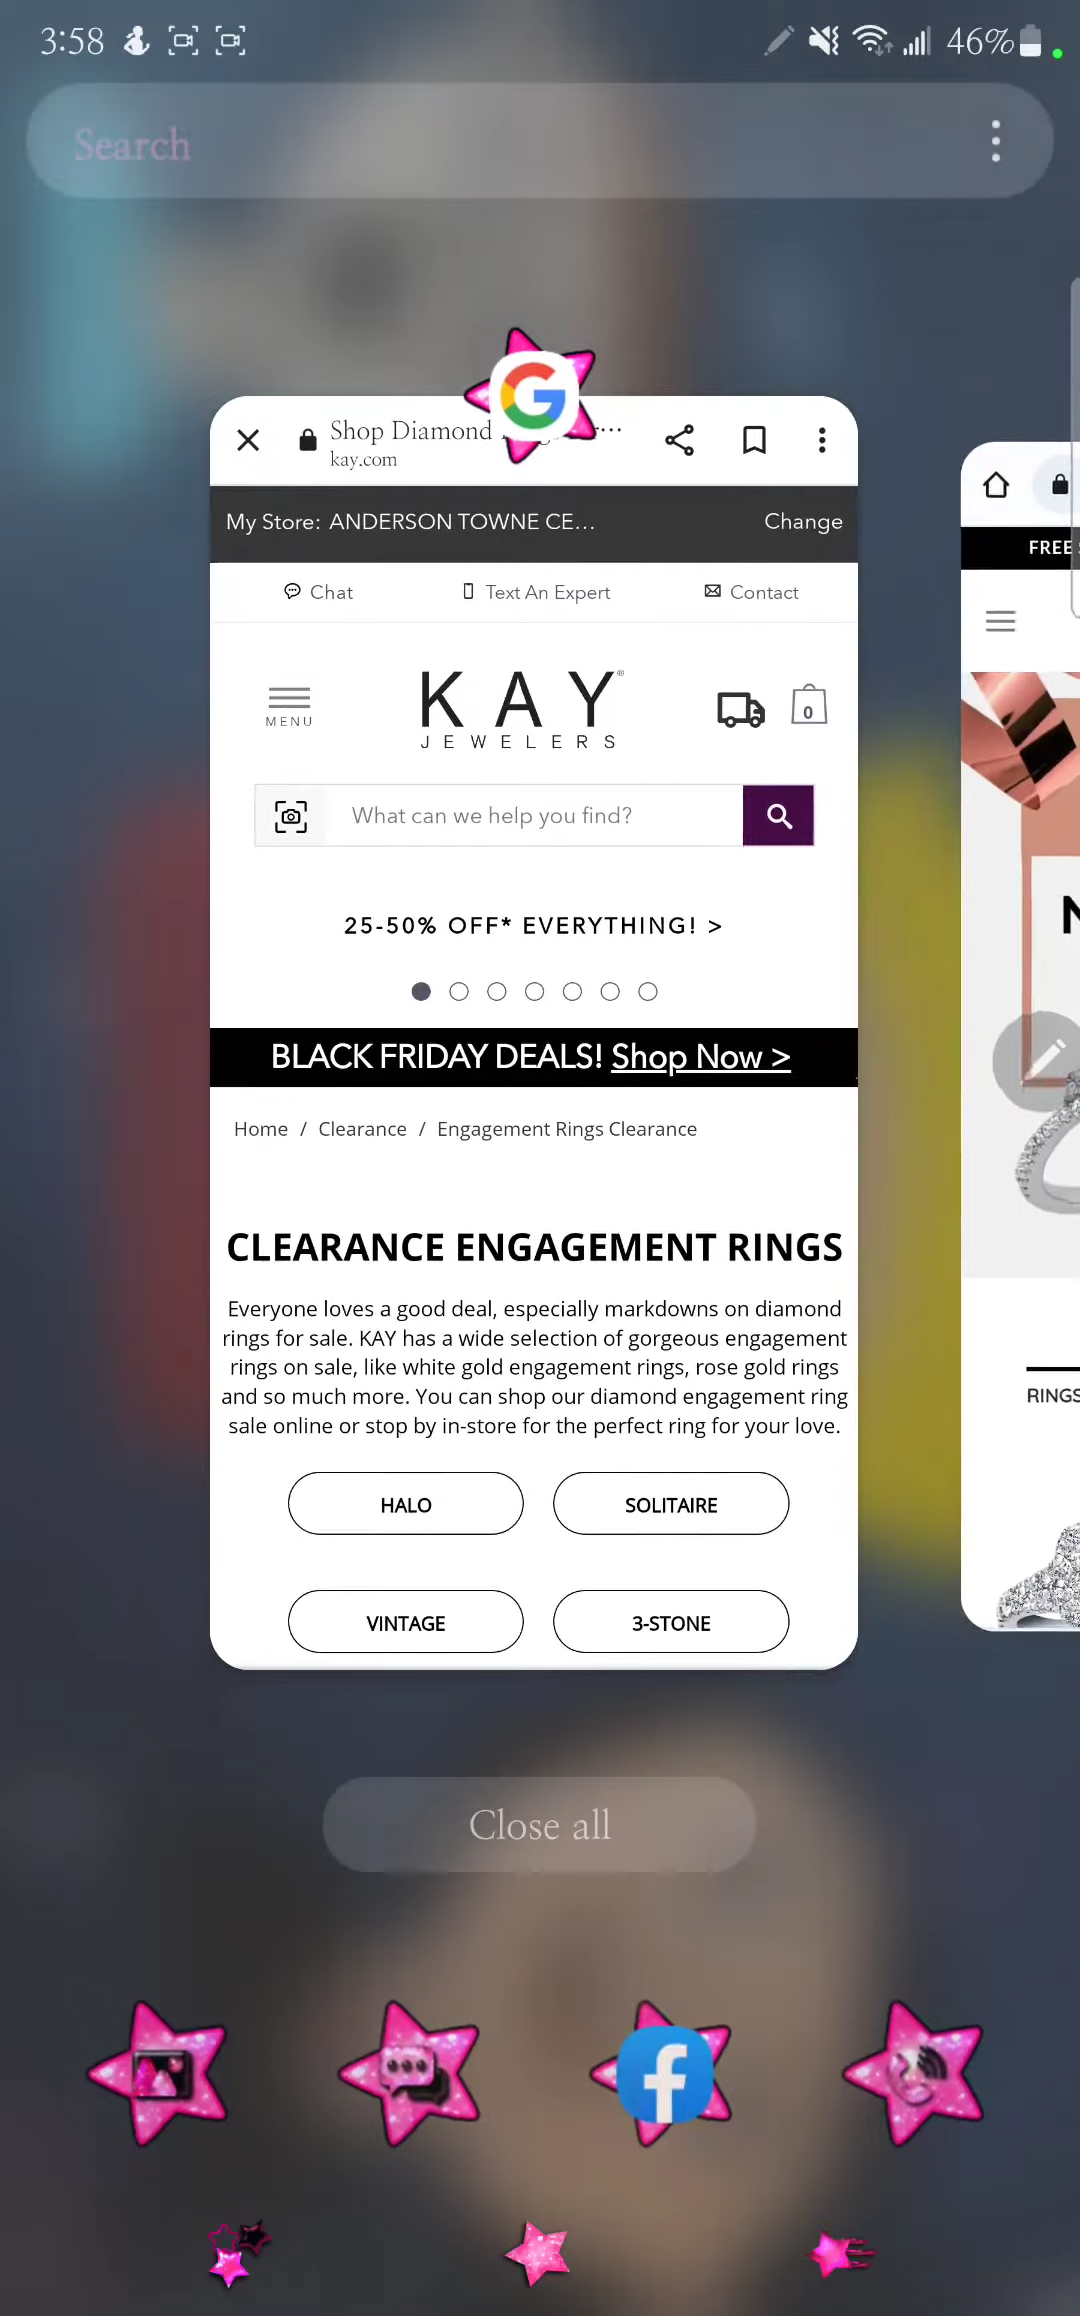 3:58
46%
Search
Shop Diamond
kay.com
My Store: ANDERSON TOWNE CE...
Change
Chat
Text An Expert
Contact
MENU
KAY®
JEWELERS
0
What can we help you find?
25-50% OFF* EVERYTHING! >
BLACK FRIDAY DEALS! Shop Now >
Home / Clearance / Engagement Rings Clearance
CLEARANCE ENGAGEMENT RINGS
Everyone loves a good deal, especially markdowns on diamond
rings for sale. KAY has a wide selection of gorgeous engagement
rings on sale, like white gold engagement rings, rose gold rings
and so much more. You can shop our diamond engagement ring
sale online or stop by in-store for the perfect ring for your love.
HALO
SOLITAIRE
VINTAGE
3-STONE
FREE
N
RINGS
Close all